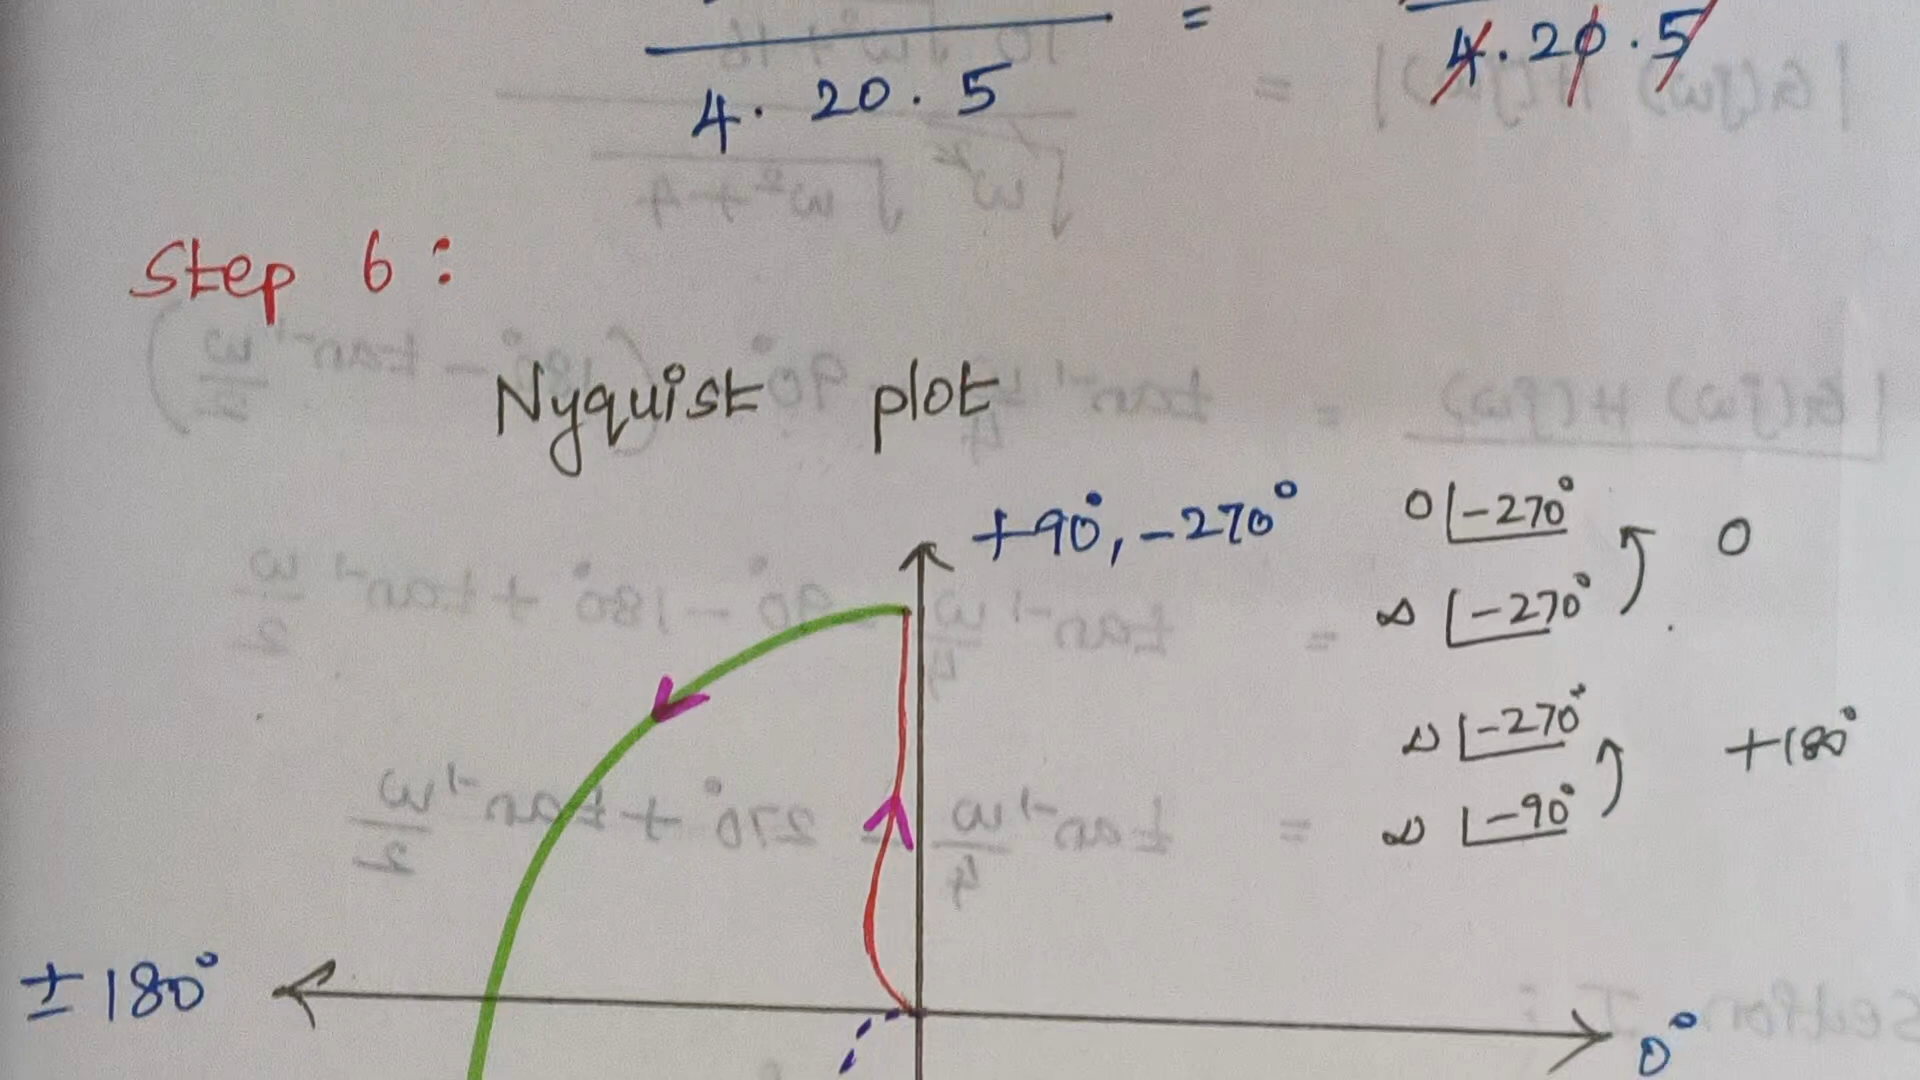 =
4 . 20 . 5
4 . 20 . 5
Step 6 :
Nyquist plot
+90°, -270°
0 ∠-270°
0
∞ ∠-270°
∞ ∠-270°
+180°
∞ ∠-90°
± 180°
0°